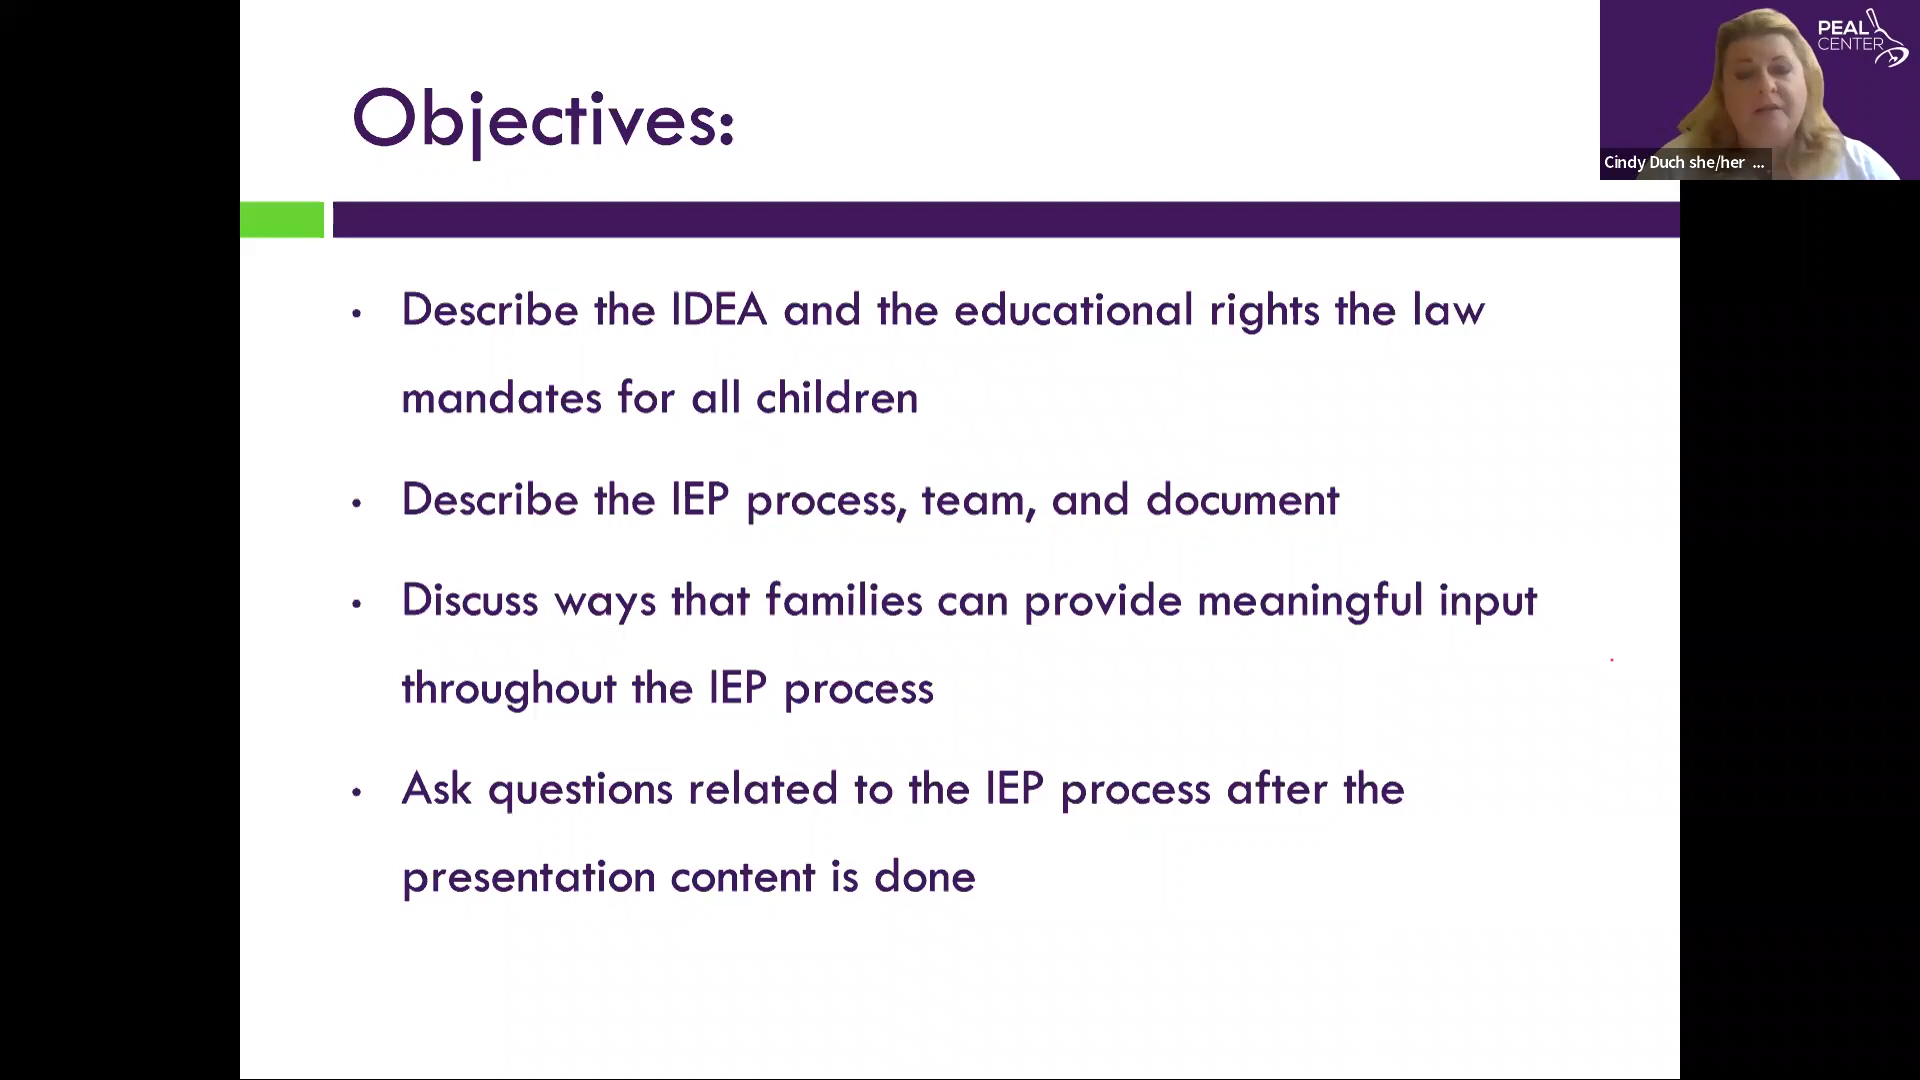 Objectives:
PEAL
CENTER
Cindy Duch she/her ...
• Describe the IDEA and the educational rights the law
mandates for all children
• Describe the IEP process, team, and document
• Discuss ways that families can provide meaningful input
throughout the IEP process
• Ask questions related to the IEP process after the
presentation content is done